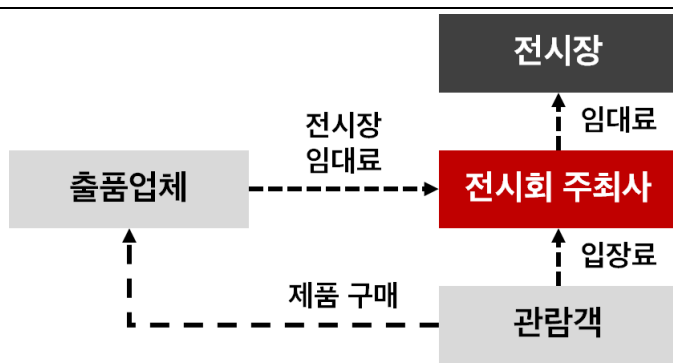 전시장
전시장
임대료
임대료
출품업체
전시회 주최사
입장료
제품 구매
관람객